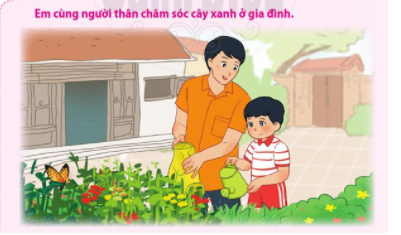 Em cùng người thân chăm sóc cây xanh ở gia đình.